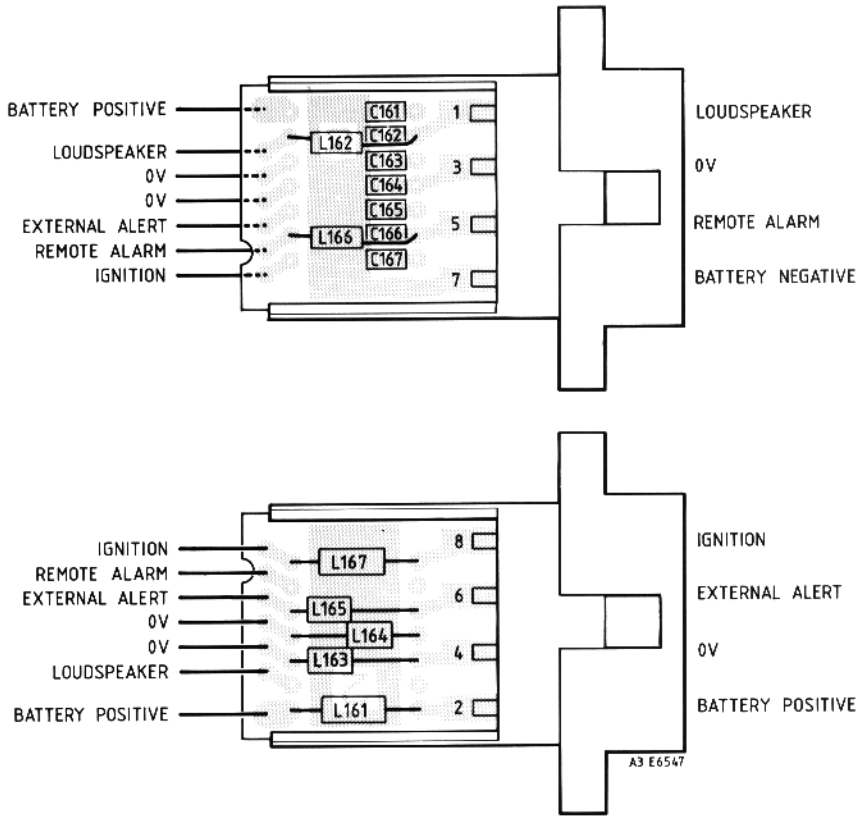 BATTERY POSITIVE
LOUDSPEAKER
0V
0V
EXTERNAL ALERT
REMOTE ALARM
IGNITION
C161
C162
L162
C163
C164
C165
C166
L166
C167
1
3
5
7
LOUDSPEAKER
0V
REMOTE ALARM
BATTERY NEGATIVE
IGNITION
REMOTE ALARM
EXTERNAL ALERT
0V
0V
LOUDSPEAKER
BATTERY POSITIVE
L167
L165
L164
L163
L161
8
6
4
2
IGNITION
EXTERNAL ALERT
0V
BATTERY POSITIVE
A3 E6547